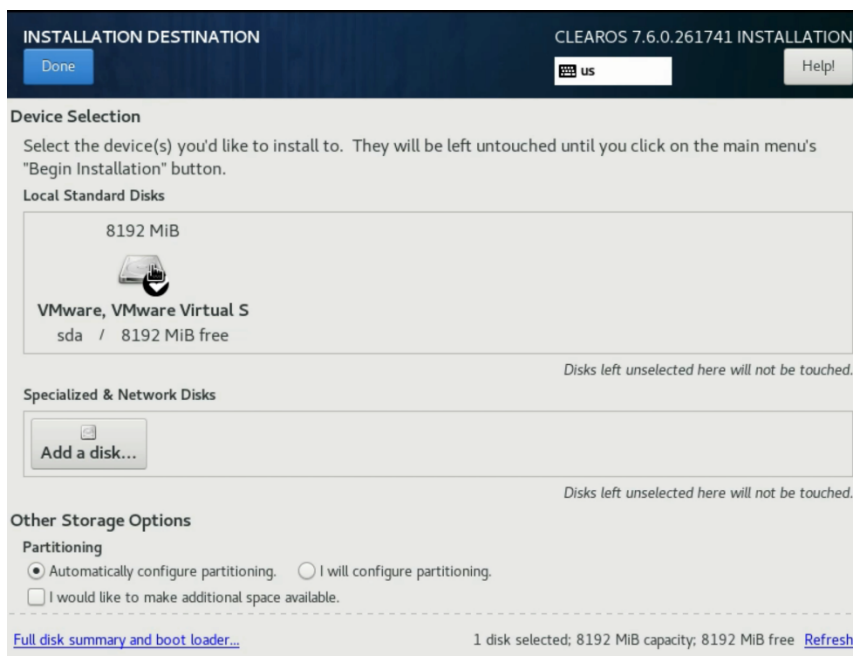 INSTALLATION DESTINATION
CLEAROS 7.6.0.261741 INSTALLATION
Done
us
Help!
Device Selection
Select the device(s) you'd like to install to. They will be left untouched until you click on the main menu's
"Begin Installation" button.
Local Standard Disks
8192 MiB
VMware, VMware Virtual S
sda / 8192 MiB free
Disks left unselected here will not be touched.
Specialized & Network Disks
Add a disk...
Disks left unselected here will not be touched.
Other Storage Options
Partitioning
Automatically configure partitioning. I will configure partitioning.
I would like to make additional space available.
Full disk summary and boot loader... 1 disk selected; 8192 MiB capacity; 8192 MiB free Refresh